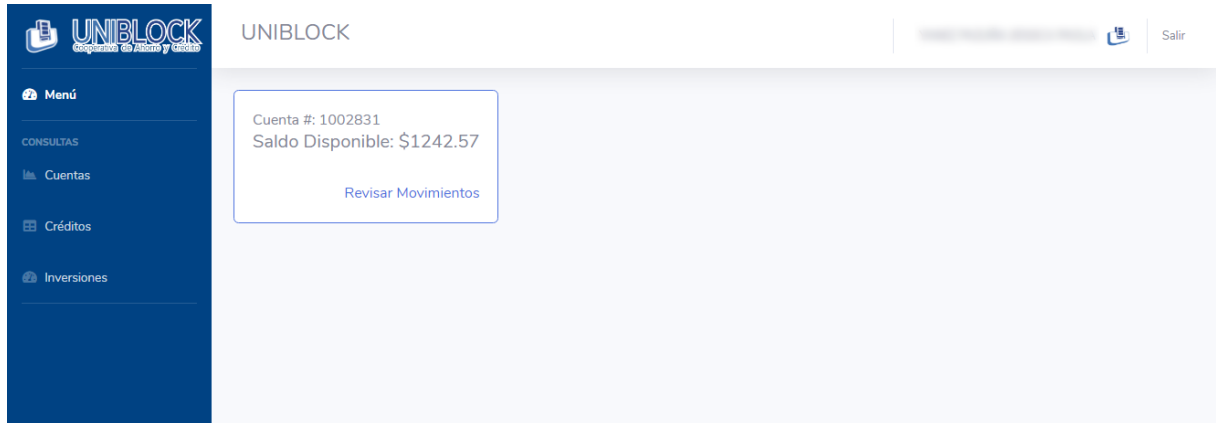 UNIBLOCK
Cooperativa de Ahorro y Crédito
Menú
CONSULTAS
Cuentas
Créditos
Inversiones
UNIBLOCK
Salir
Cuenta #: 1002831
Saldo Disponible: $1242.57
Revisar Movimientos